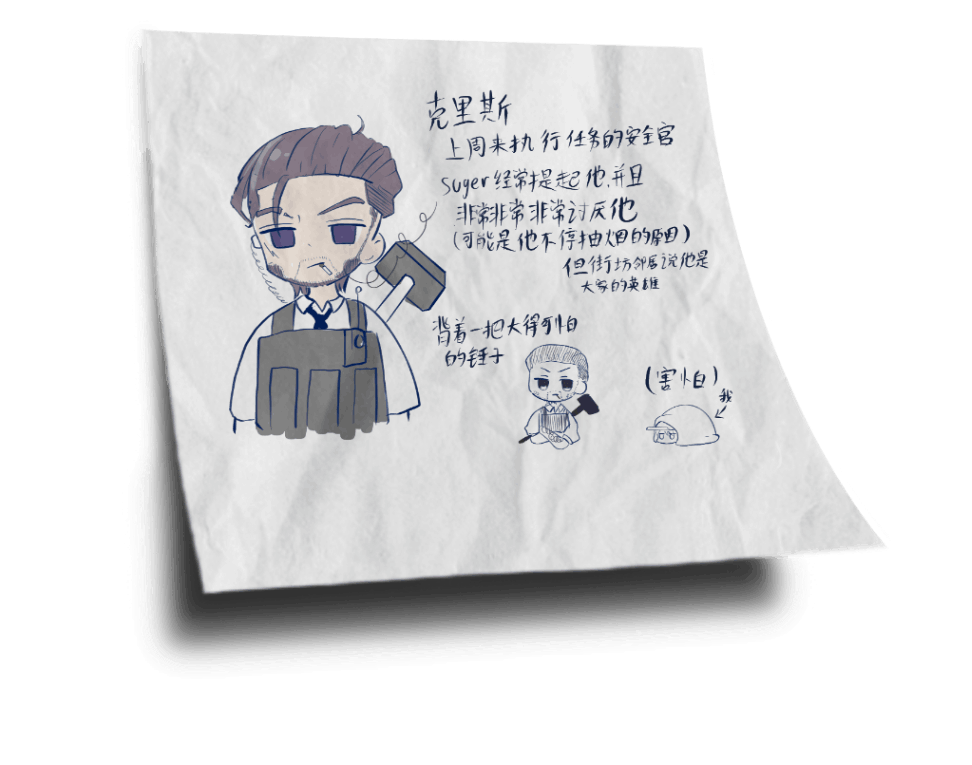 克里斯
上周来执行任务的安全官
suger经常提起他,并且
非常非常非常讨厌他
(可能是他不停抽烟的原因)
但街坊邻居说他是
大家的英雄
背着一把大得可怕
的锤子
(害怕)
我